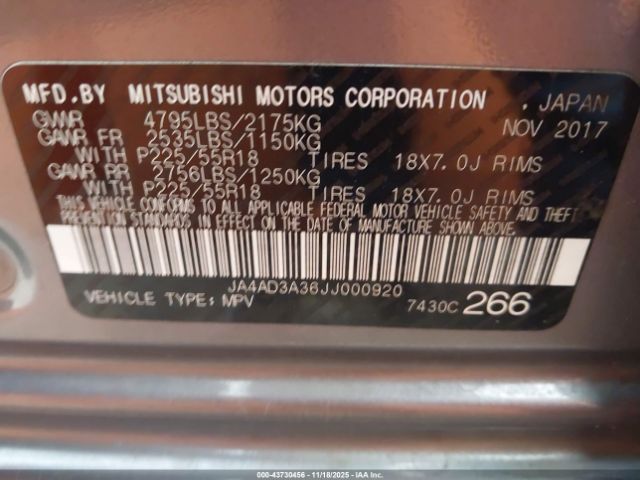 MFD.BY MITSUBISHI MOTORS CORPORATION , JAPAN
GVWR 4795LBS/2175KG NOV 2017
GAWR FR 2535LBS/1150KG
WITH P225/55R18 TIRES 18X7.0J RIMS
GAWR RR 2756LBS/1250KG
WITH P225/55R18 TIRES 18X7.0J RIMS
THIS VEHICLE CONFORMS TO ALL APPLICABLE FEDERAL MOTOR VEHICLE SAFETY AND THEFT
PREVENTION STANDARDS IN EFFECT ON THE DATE OF MANUFACTURE SHOWN ABOVE.
JA4AD3A36JJ000920
VEHICLE TYPE: MPV 7430C 266
000-43730456 - 11/18/2025 - IAAI.COM